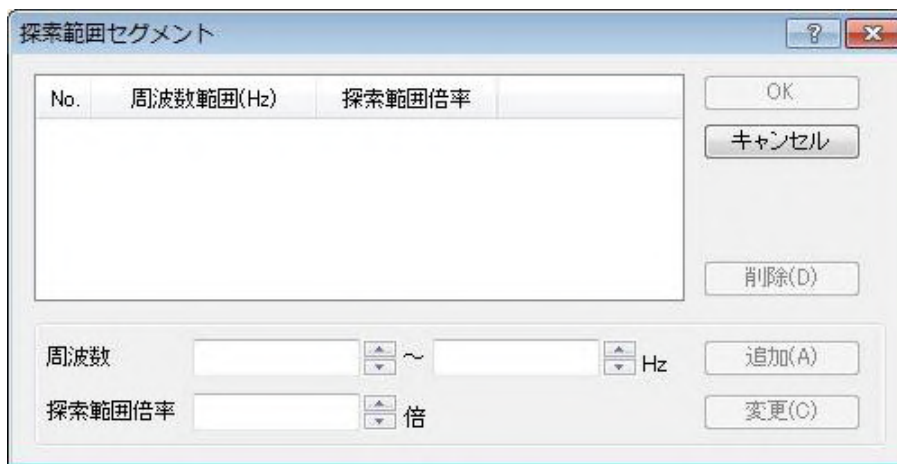 探索範囲セグメント
No. 周波数範囲(Hz) 探索範囲倍率
OK
キャンセル
削除(D)
周波数 ～ Hz 追加(A)
探索範囲倍率 倍 変更(C)